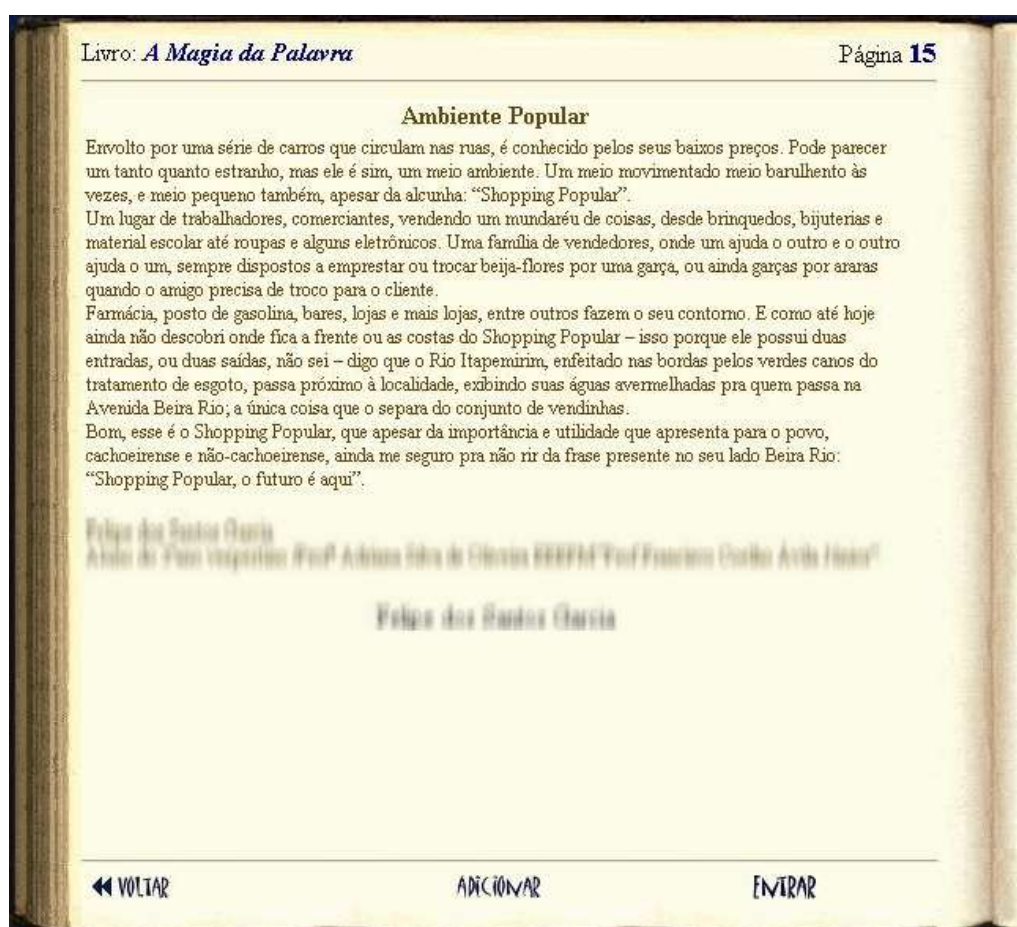 Livro: A Magia da Palavra Página 15
Ambiente Popular
Envolto por uma série de carros que circulam nas ruas, é conhecido pelos seus baixos preços. Pode parecer
um tanto quanto estranho, mas ele é sim, um meio ambiente. Um meio movimentado meio barulhento às
vezes, e meio pequeno também, apesar da alcunha: “Shopping Popular”.
Um lugar de trabalhadores, comerciantes, vendendo um mundaréu de coisas, desde brinquedos, bijuterias e
material escolar até roupas e alguns eletrônicos. Uma família de vendedores, onde um ajuda o outro e o outro
ajuda o um, sempre dispostos a emprestar ou trocar beija-flores por uma garça, ou ainda garças por araras
quando o amigo precisa de troco para o cliente.
Farmácia, posto de gasolina, bares, lojas e mais lojas, entre outros fazem o seu contorno. E como até hoje
ainda não descobri onde fica a frente ou as costas do Shopping Popular – isso porque ele possui duas
entradas, ou duas saídas, não sei – digo que o Rio Itapemirim, enfeitado nas bordas pelos verdes canos do
tratamento de esgoto, passa próximo à localidade, exibindo suas águas avermelhadas pra quem passa na
Avenida Beira Rio; a única coisa que o separa do conjunto de vendinhas.
Bom, esse é o Shopping Popular, que apesar da importância e utilidade que apresenta para o povo,
cachoeirense e não-cachoeirense, ainda me seguro pra não rir da frase presente no seu lado Beira Rio:
“Shopping Popular, o futuro é aqui”.
VOLTAR ADICIONAR ENTRAR